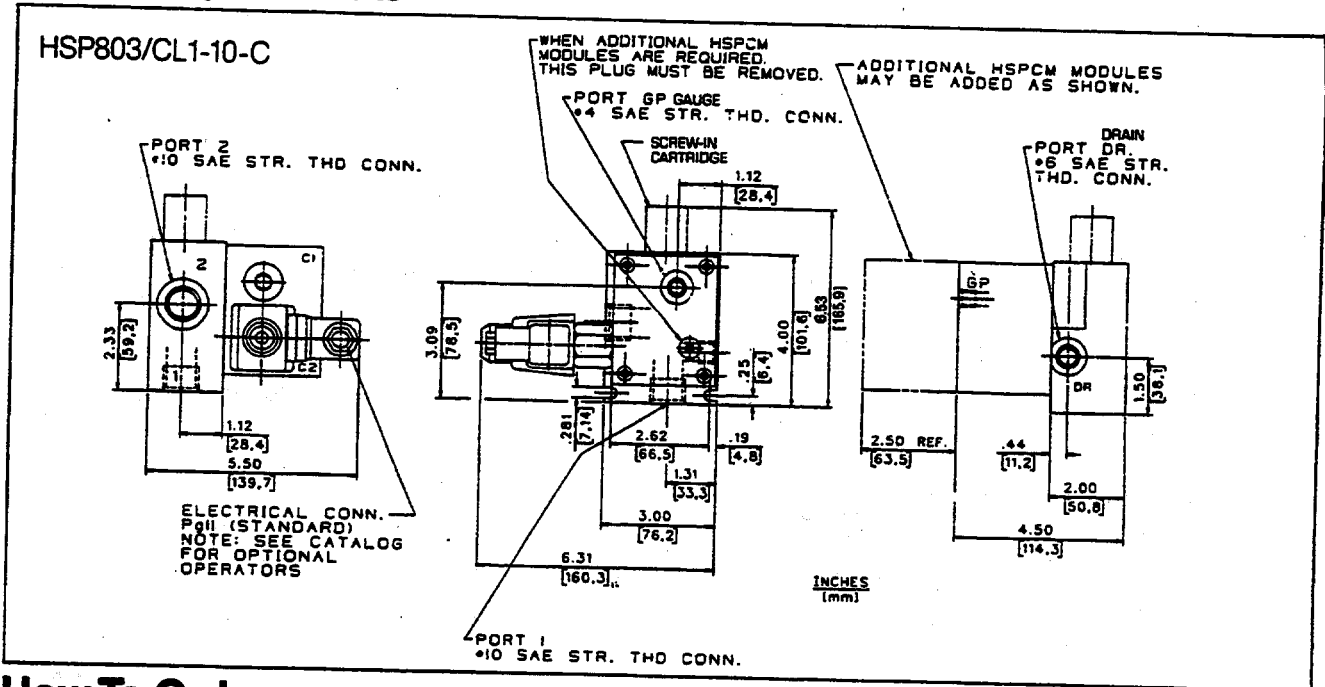 HSP803/CL1-10-C
WHEN ADDITIONAL HSPCM
MODULES ARE REQUIRED.
THIS PLUG MUST BE REMOVED.
ADDITIONAL HSPCM MODULES
MAY BE ADDED AS SHOWN.
PORT GP GAUGE
#4 SAE STR. THD. CONN.
SCREW-IN
CARTRIDGE
DRAIN
PORT DR.
#6 SAE STR.
THD. CONN.
PORT 2
#10 SAE STR. THD CONN.
1.12
[28,4]
2
C1
C2
1
2.33
[59,2]
1.12
[28,4]
5.50
[139,7]
ELECTRICAL CONN.
Pg11 (STANDARD)
NOTE: SEE CATALOG
FOR OPTIONAL
OPERATORS
3.09
[78,5]
.281
[7,14]
.25
[6,4]
4.00
[101,6]
6.53
[165,9]
2.62
[66,5]
.19
[4,8]
1.31
[33,3]
3.00
[76,2]
6.31
[160,3]
PORT 1
#10 SAE STR. THD CONN.
GP
DR
1.50
[38,1]
2.50 REF.
[63,5]
.44
[11,2]
2.00
[50,8]
4.50
[114,3]
INCHES
[mm]